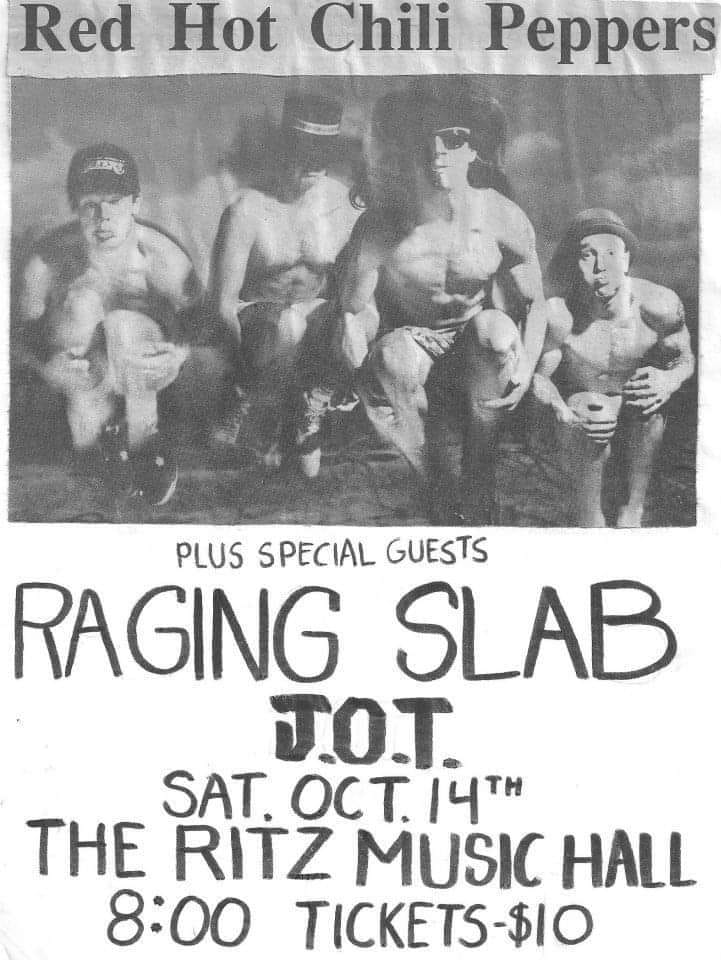 Red Hot Chili Peppers
PLUS SPECIAL GUESTS
RAGING SLAB
J.O.T.
SAT. OCT. 14TH
THE RITZ MUSIC HALL
8:00 TICKETS-$10